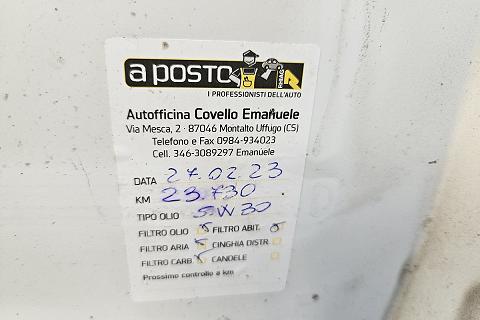 a posto
I PROFESSIONISTI DELL'AUTO
Autofficina Covello Emanuele
Via Mesca, 2 - 87046 Montalto Uffugo (CS)
Telefono e Fax 0984-934023
Cell. 346-3089297 Emanuele
DATA 27.02.23
KM 23.730
TIPO OLIO 5W30
FILTRO OLIO FILTRO ABIT.
FILTRO ARIA CINGHIA DISTR.
FILTRO CARB. CANDELE
Prossimo controllo a km